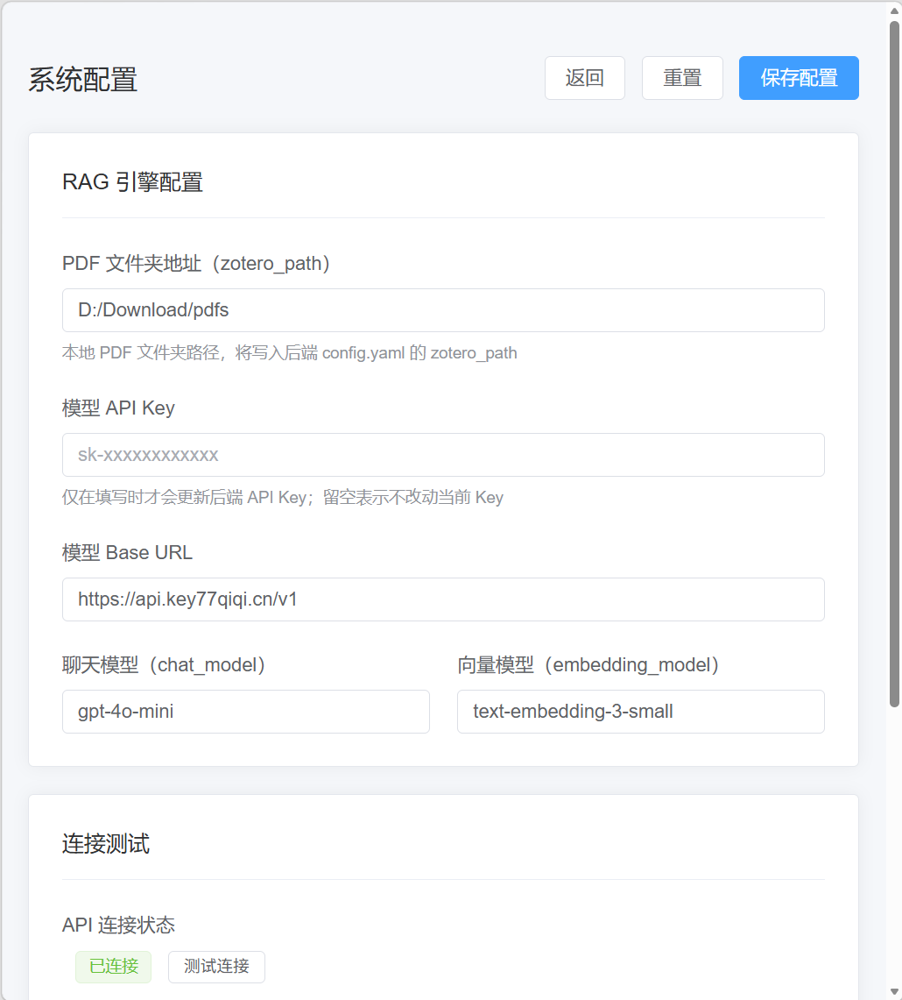 系统配置
返回
重置
保存配置
RAG 引擎配置
PDF 文件夹地址（zotero_path）
D:/Download/pdfs
本地 PDF 文件夹路径，将写入后端 config.yaml 的 zotero_path
模型 API Key
sk-xxxxxxxxxxxx
仅在填写时才会更新后端 API Key；留空表示不改动当前 Key
模型 Base URL
https://api.key77qiqi.cn/v1
聊天模型（chat_model）
向量模型（embedding_model）
gpt-4o-mini
text-embedding-3-small
连接测试
API 连接状态
已连接
测试连接